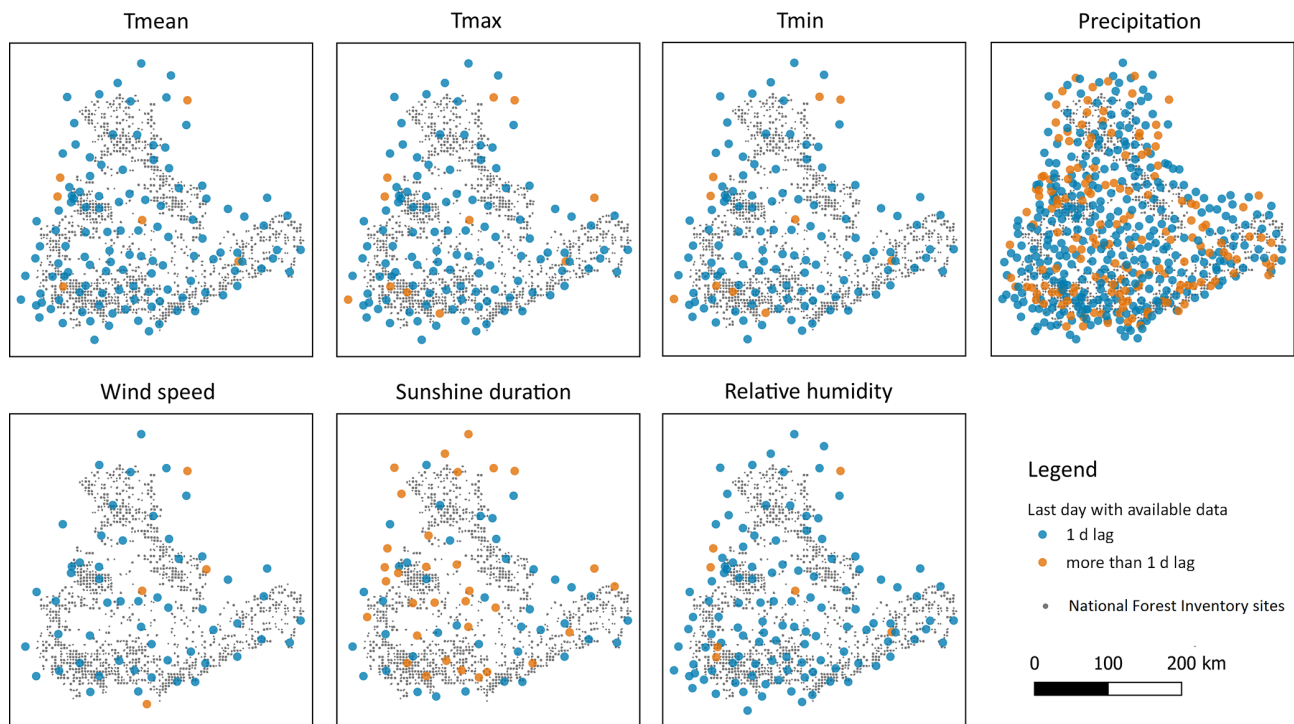 Tmean
Tmax
Tmin
Precipitation
Wind speed
Sunshine duration
Relative humidity
Legend
Last day with available data
1 d lag
more than 1 d lag
National Forest Inventory sites
0 100 200 km